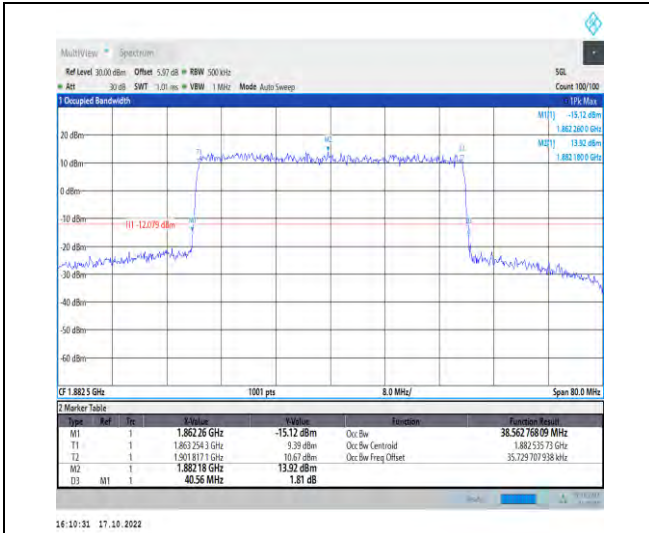 MultiView Spectrum
Ref Level 30.00 dBm Offset 5.97 dB RBW 500 kHz SGL
Att 30 dB SWT 1.01 ms VBW 1 MHz Mode Auto Sweep Count 100/100
1 Occupied Bandwidth 1Pk Max
M1[1] -15.12 dBm
1.862 260 0 GHz
M2[1] 13.92 dBm
1.882 180 0 GHz
20 dBm
10 dBm
0 dBm
-10 dBm
H1 -12.079 dBm
-20 dBm
-30 dBm
-40 dBm
-50 dBm
-60 dBm
CF 1.882 5 GHz 1001 pts 8.0 MHz/ Span 80.0 MHz
2 Marker Table
Type Ref Trc X-Value Y-Value Function Function Result
M1 1 1.862 26 GHz -15.12 dBm Occ Bw 38.562 768 09 MHz
T1 1 1.863 254 3 GHz 9.39 dBm Occ Bw Centroid 1.882 535 73 GHz
T2 1 1.901 817 1 GHz 10.67 dBm Occ Bw Freq Offset 35.729 707 938 kHz
M2 1 1.882 18 GHz 13.92 dBm
D3 M1 1 40.56 MHz 1.81 dB
16:10:31 17.10.2022